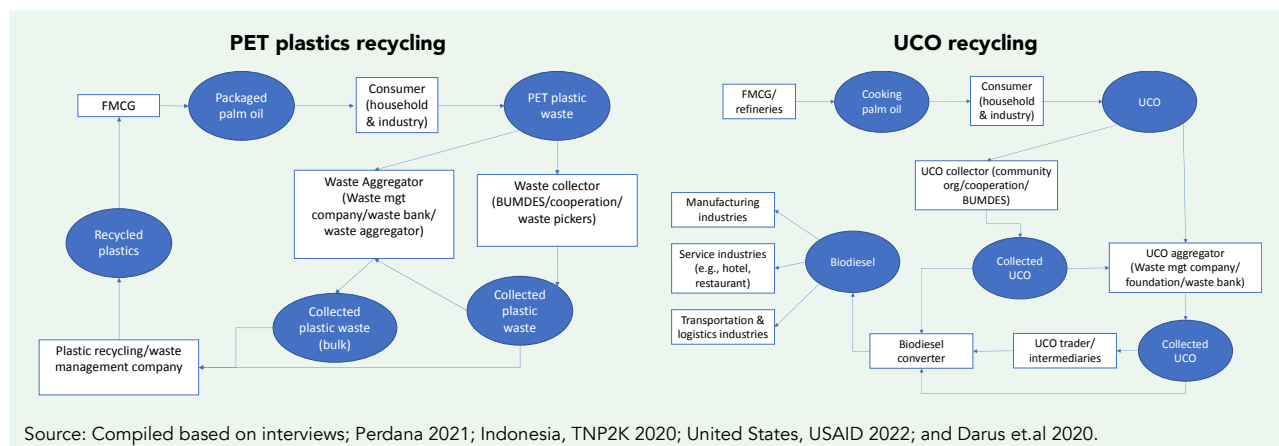 PET plastics recycling
FMCG
Packaged
palm oil
Consumer
(household
& industry)
PET plastic
waste
Waste Aggregator
(Waste mgt
company/waste bank/
waste aggregator)
Waste collector
(BUMDES/cooperation/
waste pickers)
Recycled
plastics
Collected
plastic waste
(bulk)
Collected
plastic
waste
Plastic recycling/waste
management company
UCO recycling
FMCG/
refineries
Cooking
palm oil
Consumer
(household
& industry)
UCO
UCO collector (community
org/cooperation/
BUMDES)
Manufacturing
industries
Service industries
(e.g., hotel,
restaurant)
Transportation &
logistics industries
Biodiesel
Collected
UCO
UCO aggregator
(Waste mgt company/
foundation/waste bank)
Biodiesel
converter
UCO trader/
intermediaries
Collected
UCO
Source: Compiled based on interviews; Perdana 2021; Indonesia, TNP2K 2020; United States, USAID 2022; and Darus et.al 2020.